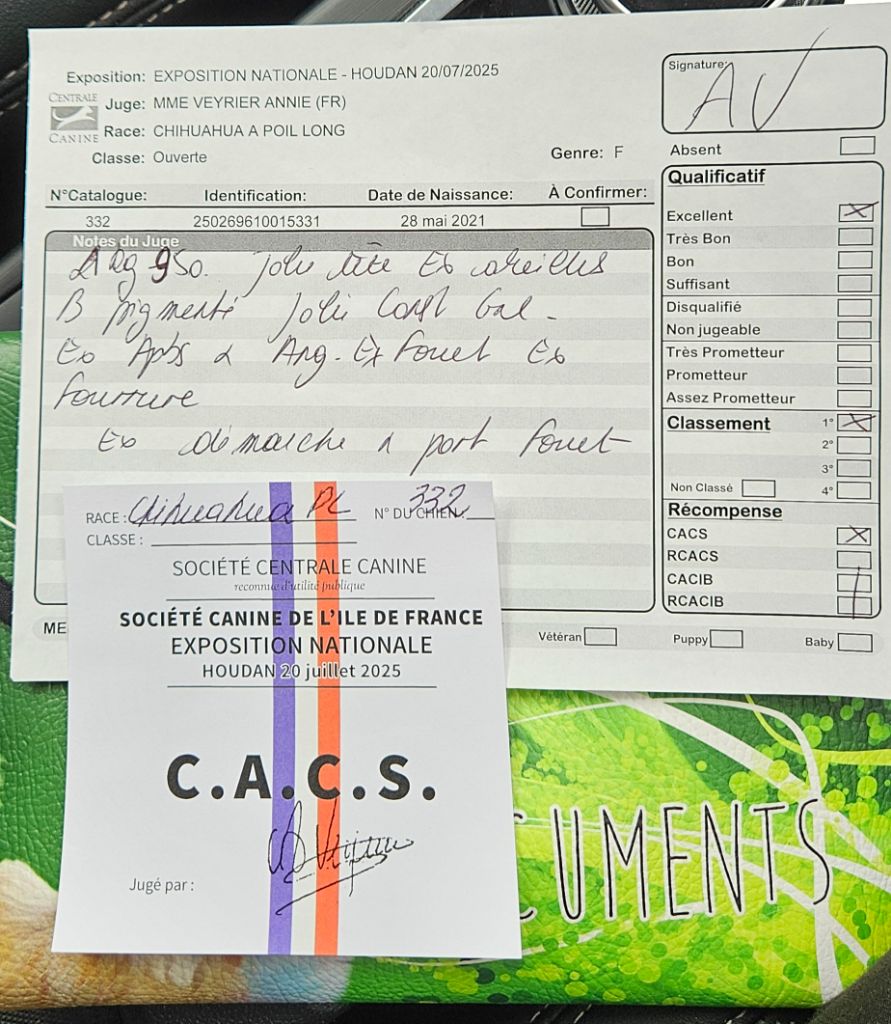 Exposition: EXPOSITION NATIONALE - HOUDAN 20/07/2025
CENTRALE
CANINE
Juge: MME VEYRIER ANNIE (FR)
Race: CHIHUAHUA A POIL LONG
Classe: Ouverte
Genre: F
Signature:
AV
Absent
N°Catalogue: Identification: Date de Naissance: À Confirmer:
332 250269610015331 28 mai 2021
Notes du Juge
950. Jolie tête Ex oreilles
B pigmenté Jolie Const Gal -
Ex Apbs & Ang. Ex Fouet Ex
Fourrure
Ex démarche & port Fouet
Qualificatif
Excellent
Très Bon
Bon
Suffisant
Disqualifié
Non jugeable
Très Prometteur
Prometteur
Assez Prometteur
Classement 1°
2°
3°
Non Classé 4°
Récompense
CACS
RCACS
CACIB
RCACIB
ME
Vétéran Puppy Baby
RACE : Chihuahua PL N° DU CHIEN 332
CLASSE :
SOCIÉTÉ CENTRALE CANINE
reconnue d'utilité publique
SOCIÉTÉ CANINE DE L'ILE DE FRANCE
EXPOSITION NATIONALE
HOUDAN 20 juillet 2025
C.A.C.S.
Jugé par :
CUMENTS